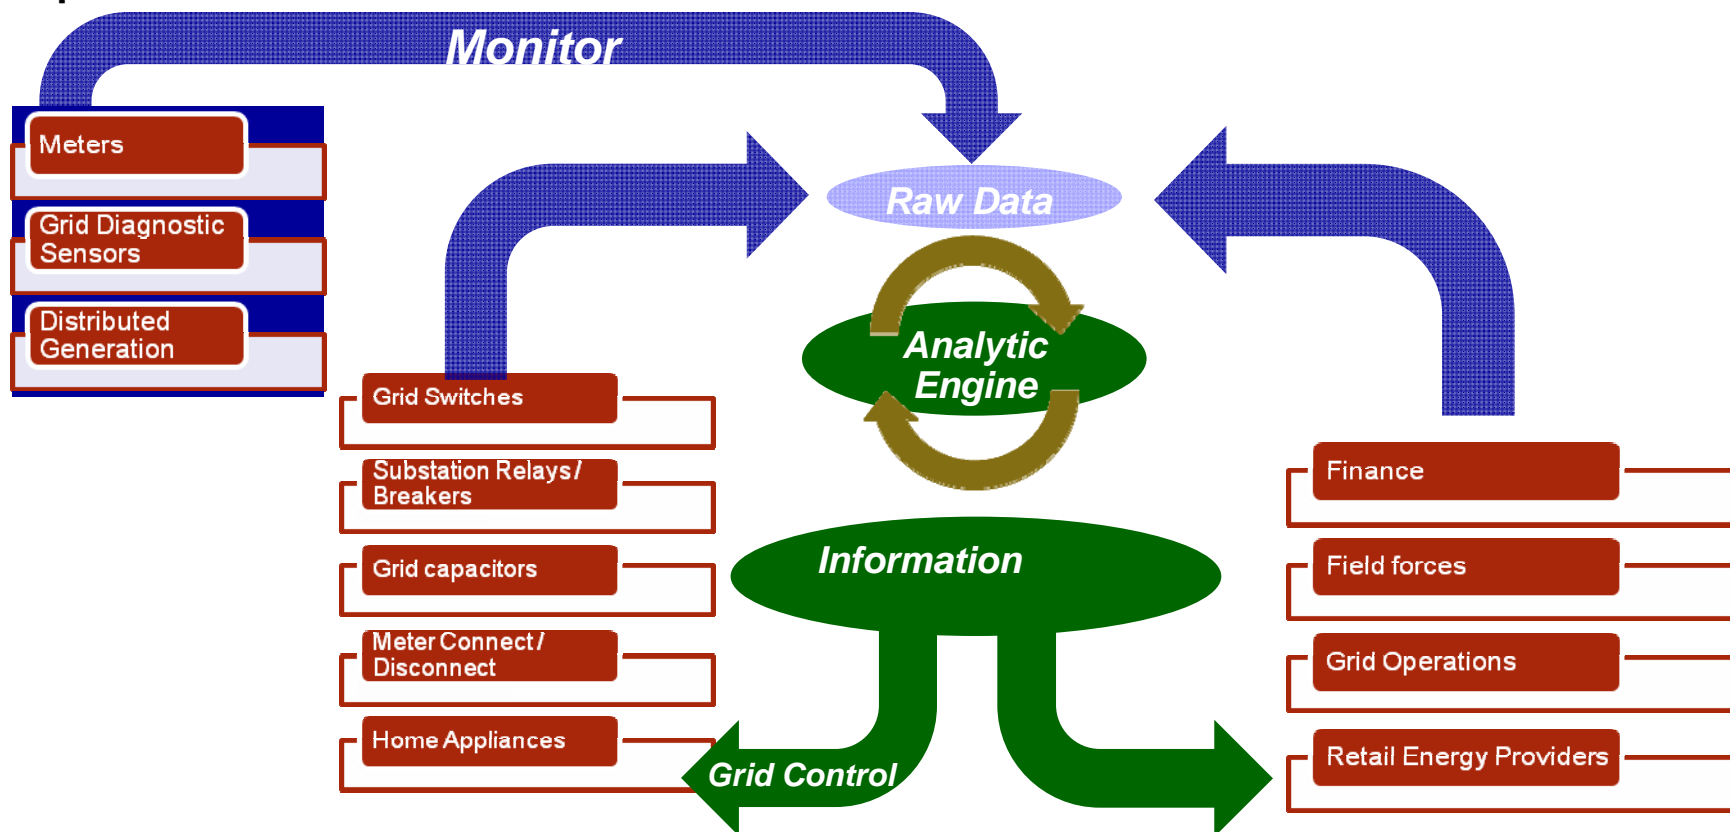 Monitor
Meters
Grid Diagnostic
Sensors
Distributed
Generation
Raw Data
Analytic
Engine
Information
Grid Control
Grid Switches
Substation Relays /
Breakers
Grid capacitors
Meter Connect /
Disconnect
Home Appliances
Finance
Field forces
Grid Operations
Retail Energy Providers